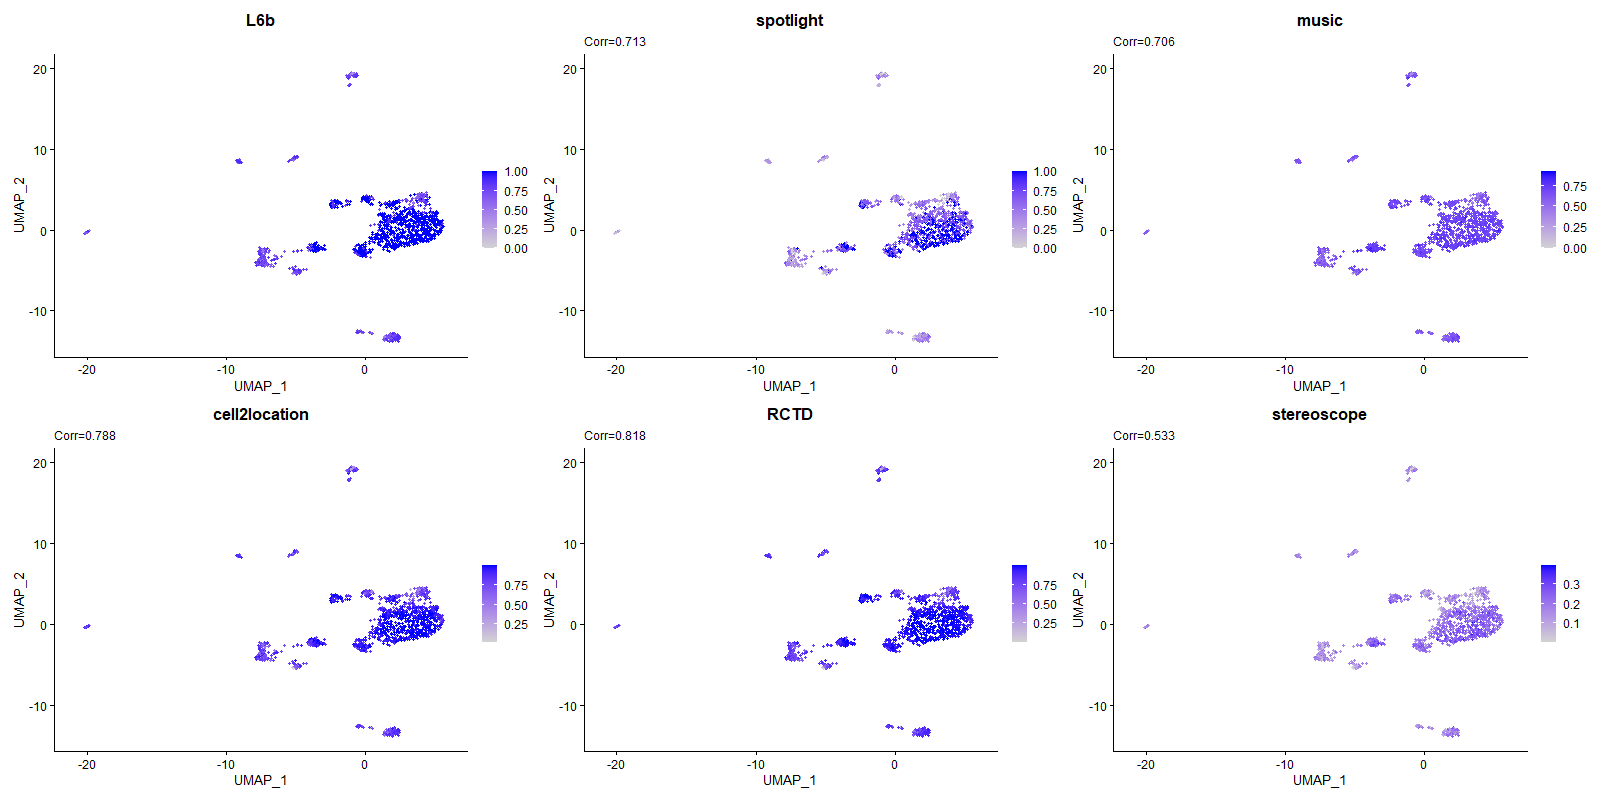 L6b
20
10
0
-10
-20
-10
0
UMAP_2
UMAP_1
1.00
0.75
0.50
0.25
0.00
spotlight
Corr=0.713
20
10
0
-10
-20
-10
0
UMAP_2
UMAP_1
1.00
0.75
0.50
0.25
0.00
music
Corr=0.706
20
10
0
-10
-20
-10
0
UMAP_2
UMAP_1
0.75
0.50
0.25
0.00
cell2location
Corr=0.788
20
10
0
-10
-20
-10
0
UMAP_2
UMAP_1
0.75
0.50
0.25
RCTD
Corr=0.818
20
10
0
-10
-20
-10
0
UMAP_2
UMAP_1
0.75
0.50
0.25
stereoscope
Corr=0.533
20
10
0
-10
-20
-10
0
UMAP_2
UMAP_1
0.3
0.2
0.1